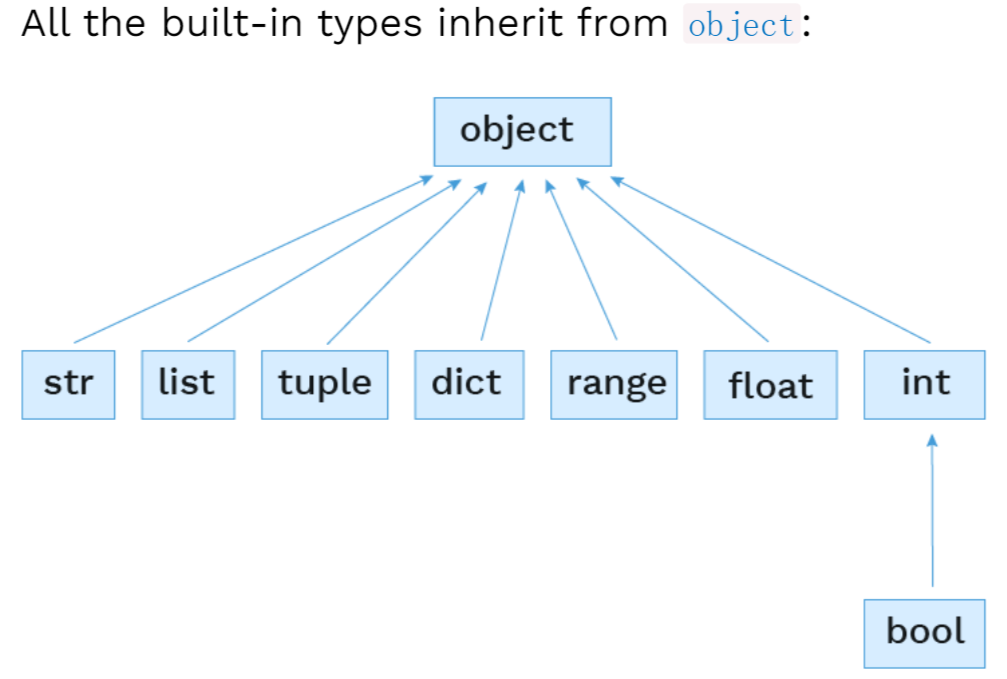 All the built-in types inherit from object:
object
str list tuple dict range float int
bool